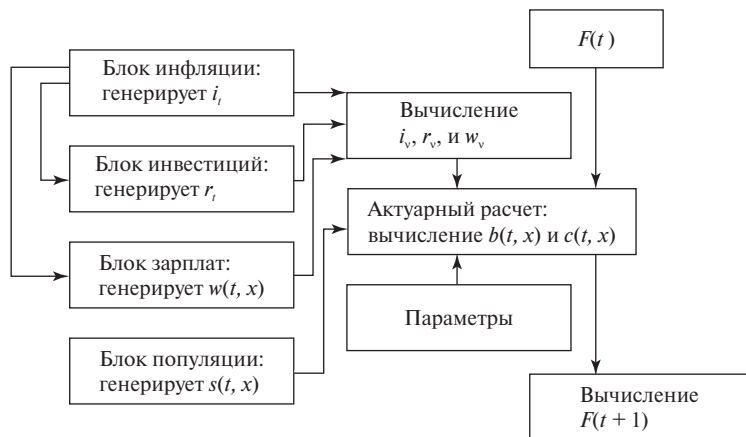 Блок инфляции:
генерирует i_t
Блок инвестиций:
генерирует r_t
Блок зарплат:
генерирует w(t, x)
Блок популяции:
генерирует s(t, x)
Вычисление
i_v, r_v, и w_v
F(t)
Актуарный расчет:
вычисление b(t, x) и c(t, x)
Параметры
Вычисление
F(t + 1)